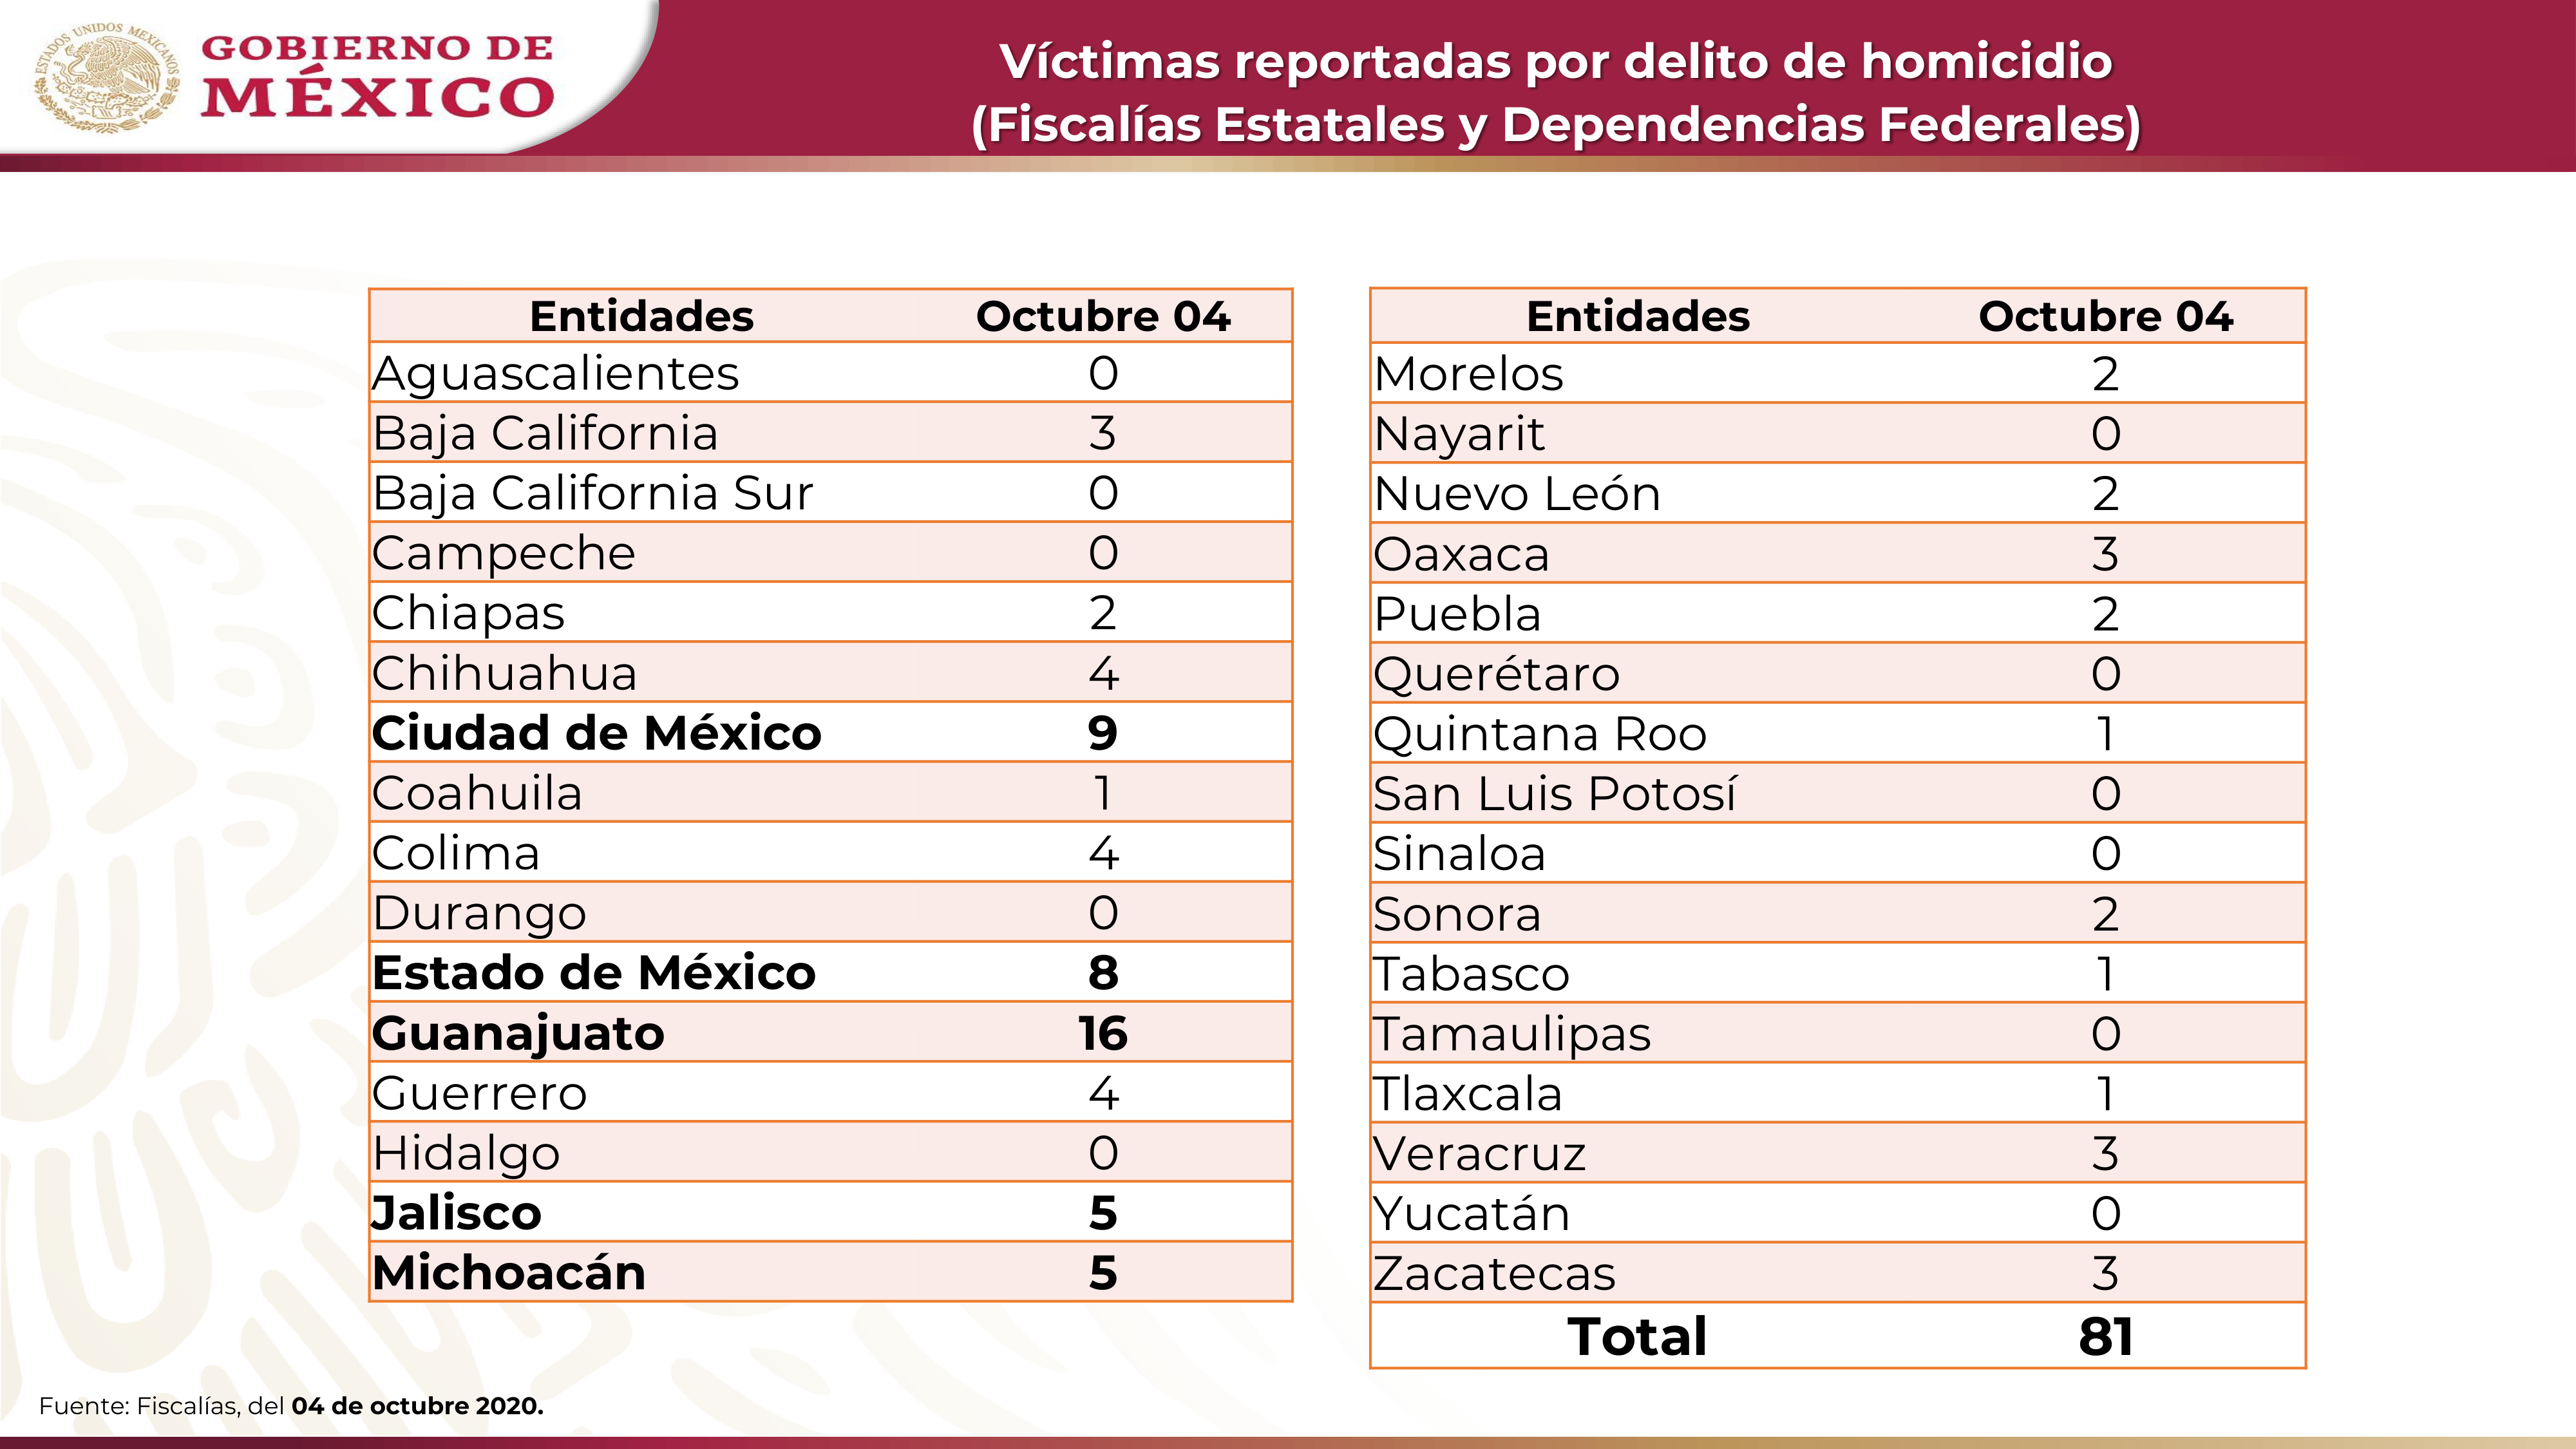 ESTADOS UNIDOS MEXICANOS
GOBIERNO DE
MÉXICO
Víctimas reportadas por delito de homicidio
(Fiscalías Estatales y Dependencias Federales)
Entidades Octubre 04
Aguascalientes 0
Baja California 3
Baja California Sur 0
Campeche 0
Chiapas 2
Chihuahua 4
Ciudad de México 9
Coahuila 1
Colima 4
Durango 0
Estado de México 8
Guanajuato 16
Guerrero 4
Hidalgo 0
Jalisco 5
Michoacán 5
Entidades Octubre 04
Morelos 2
Nayarit 0
Nuevo León 2
Oaxaca 3
Puebla 2
Querétaro 0
Quintana Roo 1
San Luis Potosí 0
Sinaloa 0
Sonora 2
Tabasco 1
Tamaulipas 0
Tlaxcala 1
Veracruz 3
Yucatán 0
Zacatecas 3
Total 81
Fuente: Fiscalías, del 04 de octubre 2020.